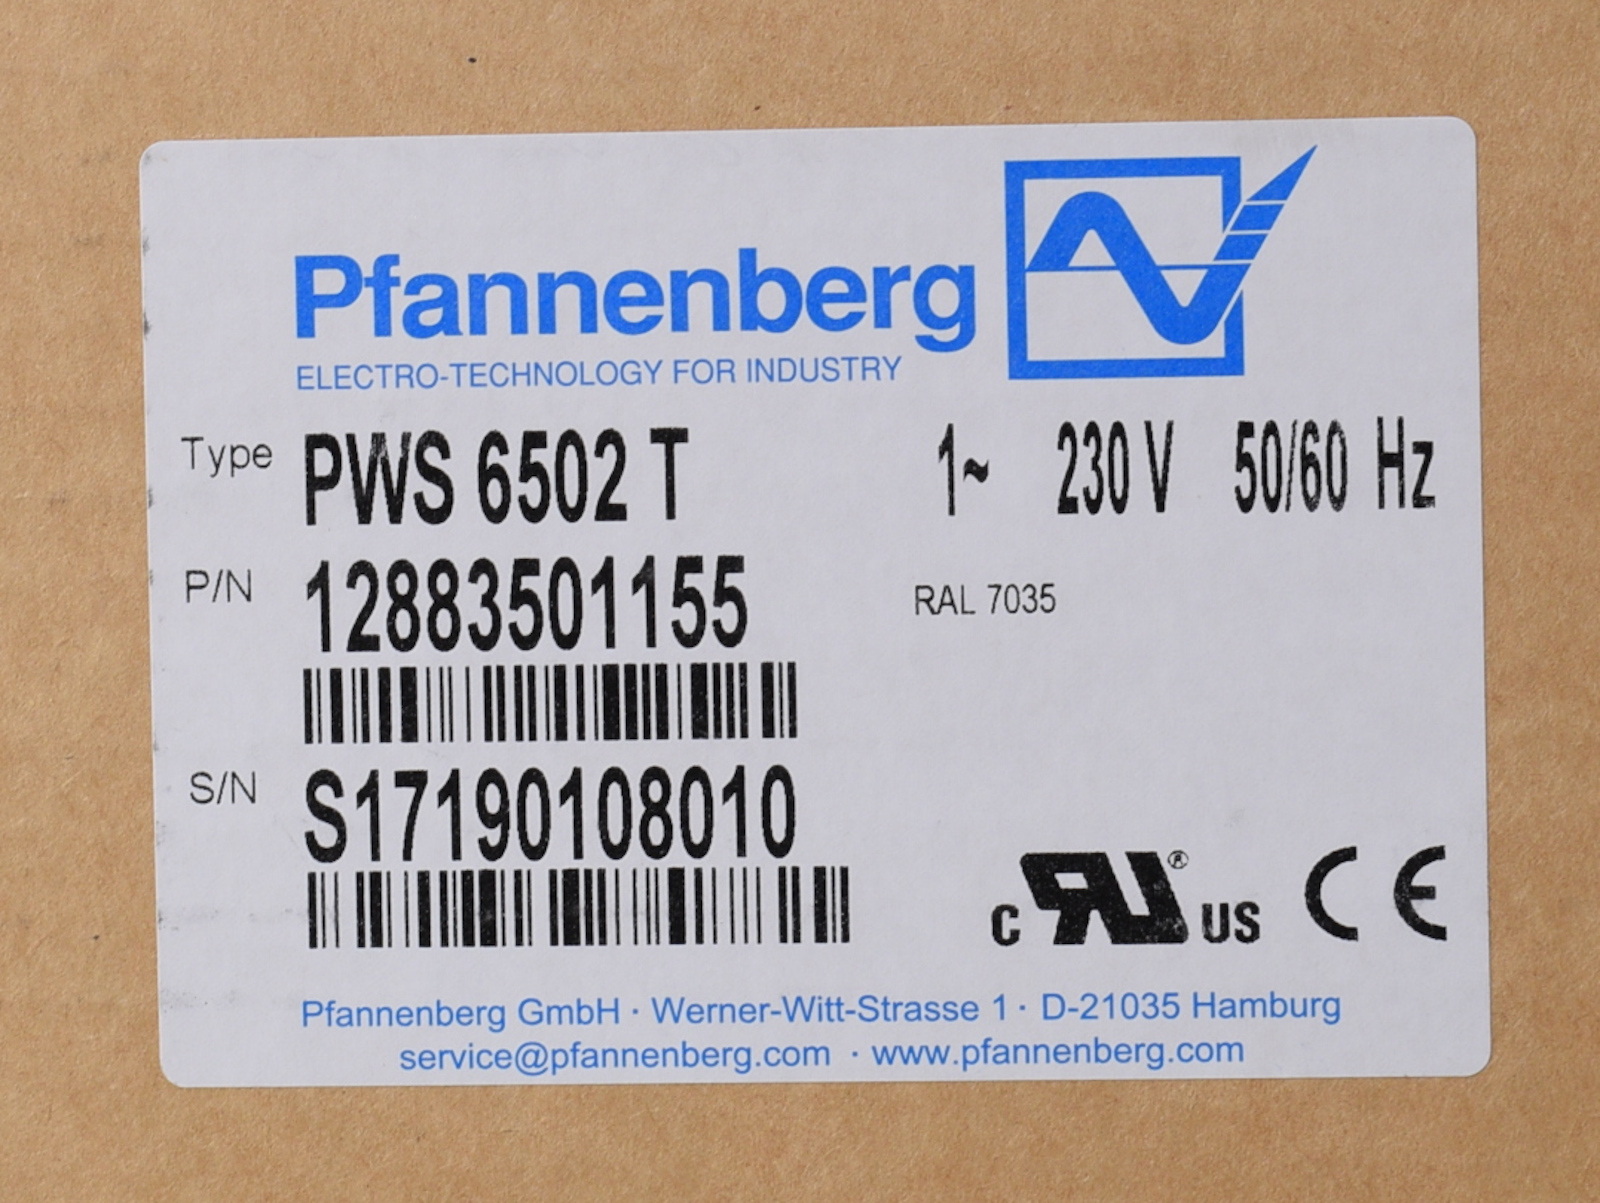 Pfannenberg
ELECTRO-TECHNOLOGY FOR INDUSTRY
Type PWS 6502 T 1~ 230 V 50/60 Hz
P/N 12883501155 RAL 7035
S/N S17190108010
c RU ® US CE
Pfannenberg GmbH · Werner-Witt-Strasse 1 · D-21035 Hamburg
service@pfannenberg.com · www.pfannenberg.com